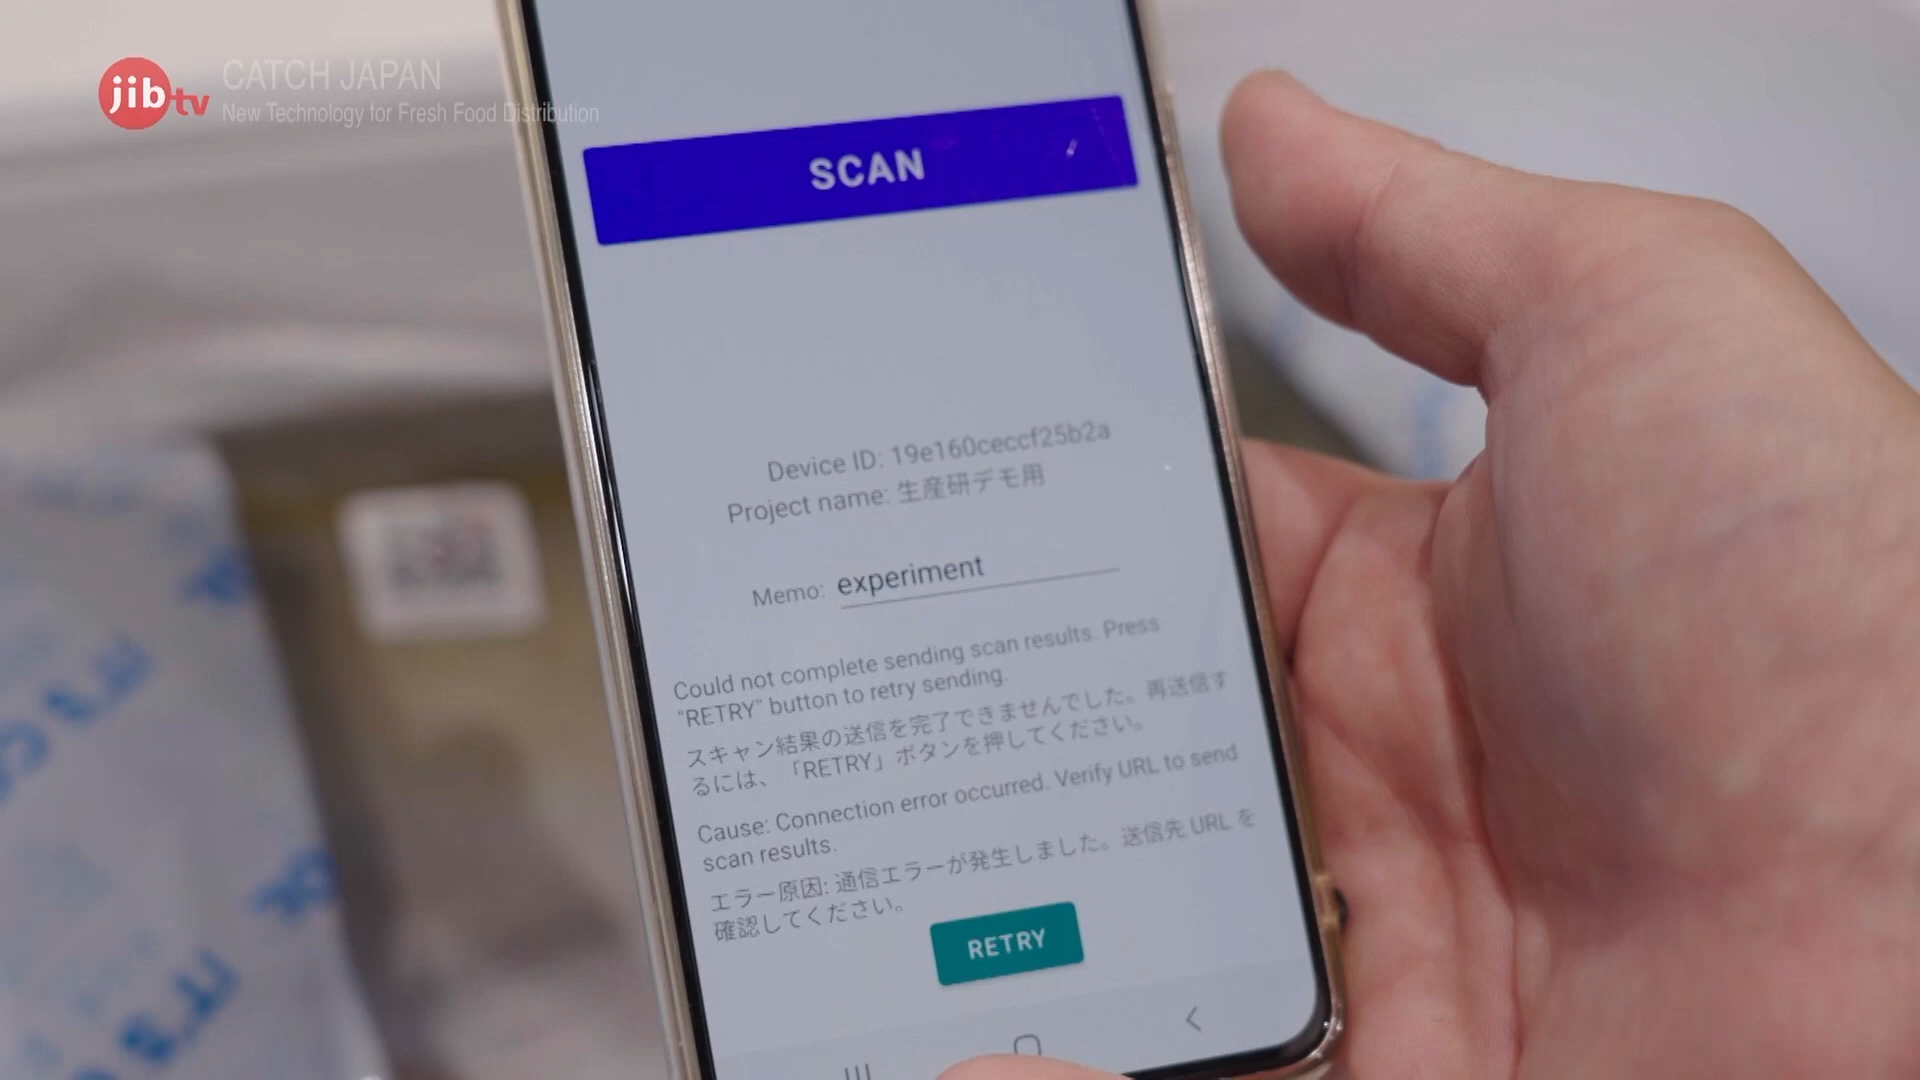 jib tv
CATCH JAPAN
New Technology for Fresh Food Distribution
SCAN
Device ID: 19e160ceccf25b2a
Project name: 生産研デモ用
Memo: experiment
Could not complete sending scan results. Press
"RETRY" button to retry sending.
スキャン結果の送信を完了できませんでした。再送信す
るには、「RETRY」ボタンを押してください。
Cause: Connection error occurred. Verify URL to send
scan results.
エラー原因: 通信エラーが発生しました。送信先 URL を
確認してください。
RETRY
IT'S